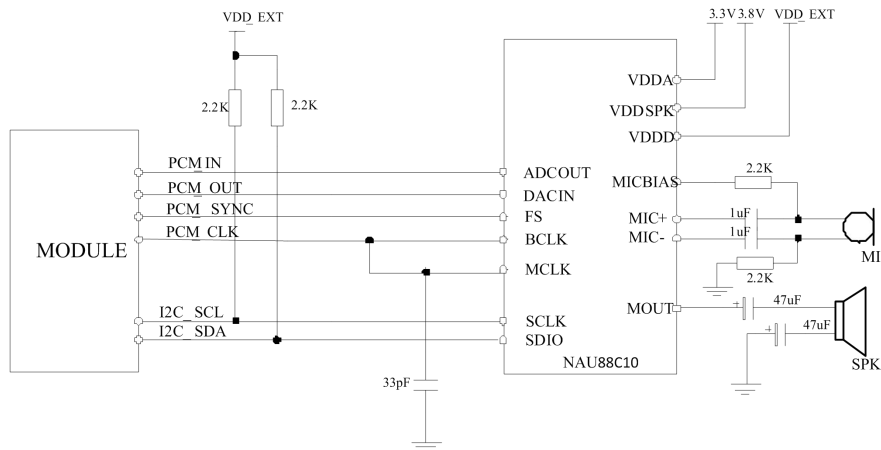 VDD_EXT
3.3V 3.8V VDD_EXT
2.2K 2.2K
VDDA
VDDSPK
VDDD
PCM_IN
PCM_OUT
PCM_SYNC
PCM_CLK
MODULE
I2C_SCL
I2C_SDA
ADCOUT
DACIN
FS
BCLK
MCLK
SCLK
SDIO
NAU88C10
MICBIAS
MIC+
MIC-
MOUT
2.2K
1uF
1uF
MI
2.2K
47uF
47uF
SPK
33pF